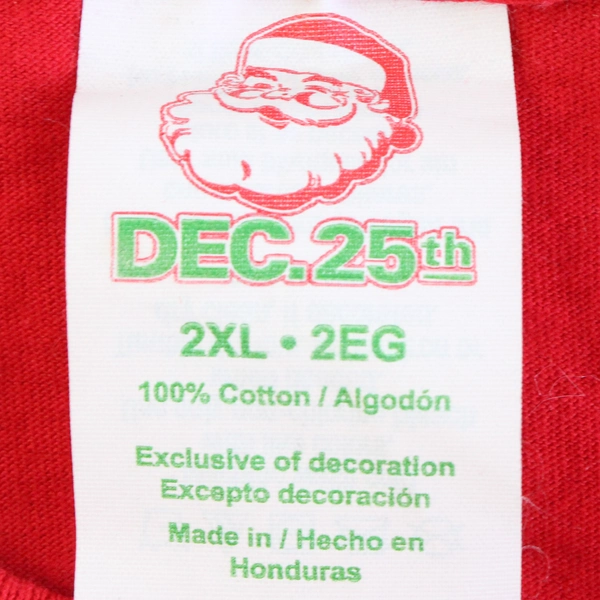 DEC.25th
2XL • 2EG
100% Cotton / Algodón
Exclusive of decoration
Excepto decoración
Made in / Hecho en
Honduras